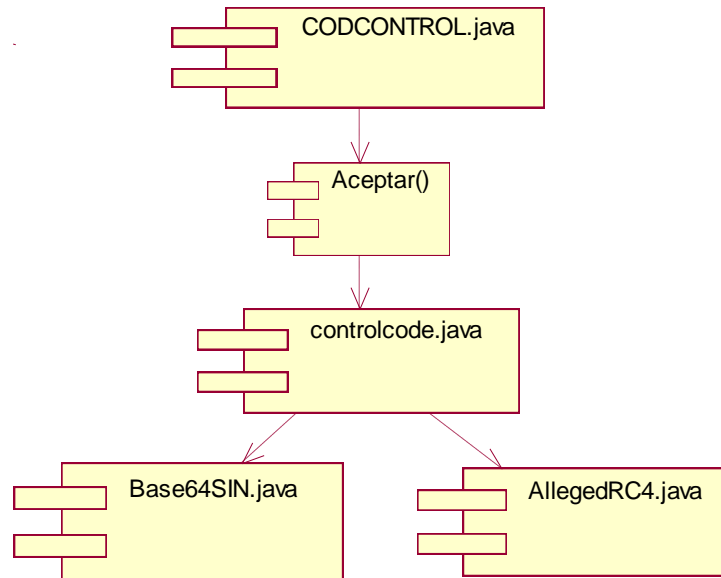 CODCONTROL.java
Aceptar()
controlcode.java
Base64SIN.java
AllegedRC4.java